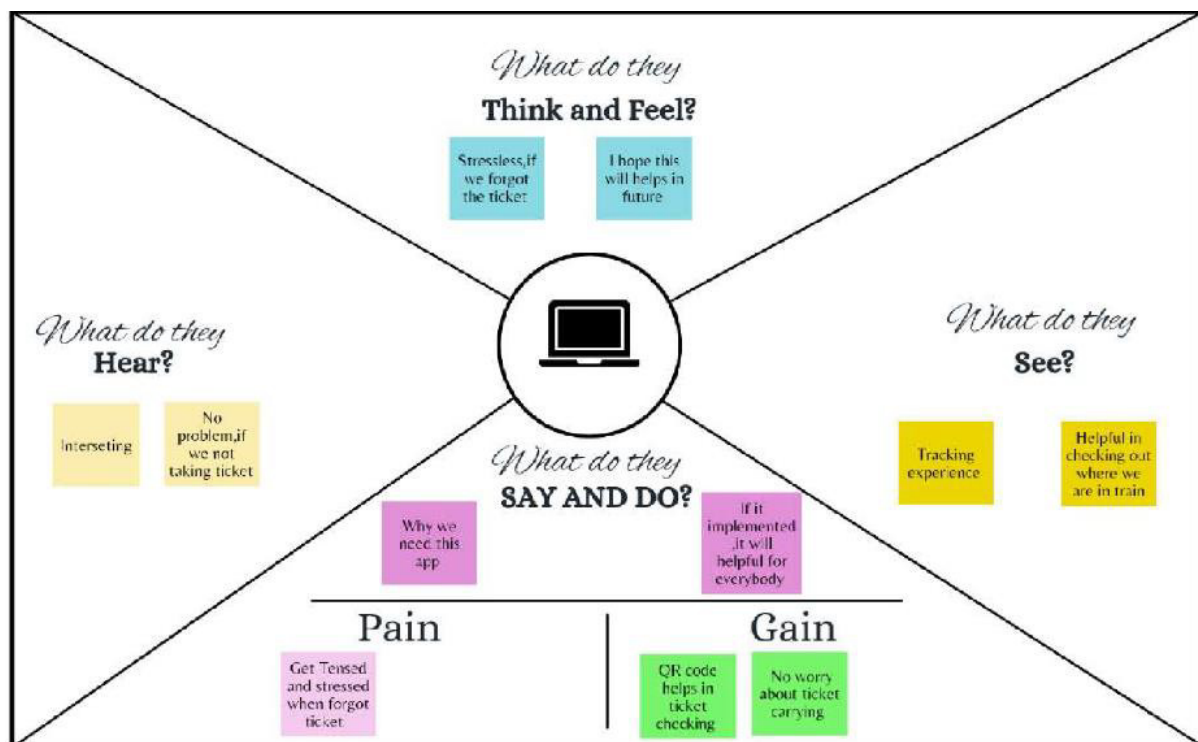 What do they
Think and Feel?
Stressless,if
we forgot
the ticket
I hope this
will helps in
future
What do they
Hear?
Interseting
No
problem,if
we not
taking ticket
What do they
See?
Tracking
experience
Helpful in
checking out
where we
are in train
What do they
SAY AND DO?
Why we
need this
app
If it
implemented
,it will
helpful for
everybody
Pain
Get Tensed
and stressed
when forgot
ticket
Gain
QR code
helps in
ticket
checking
No worry
about ticket
carrying